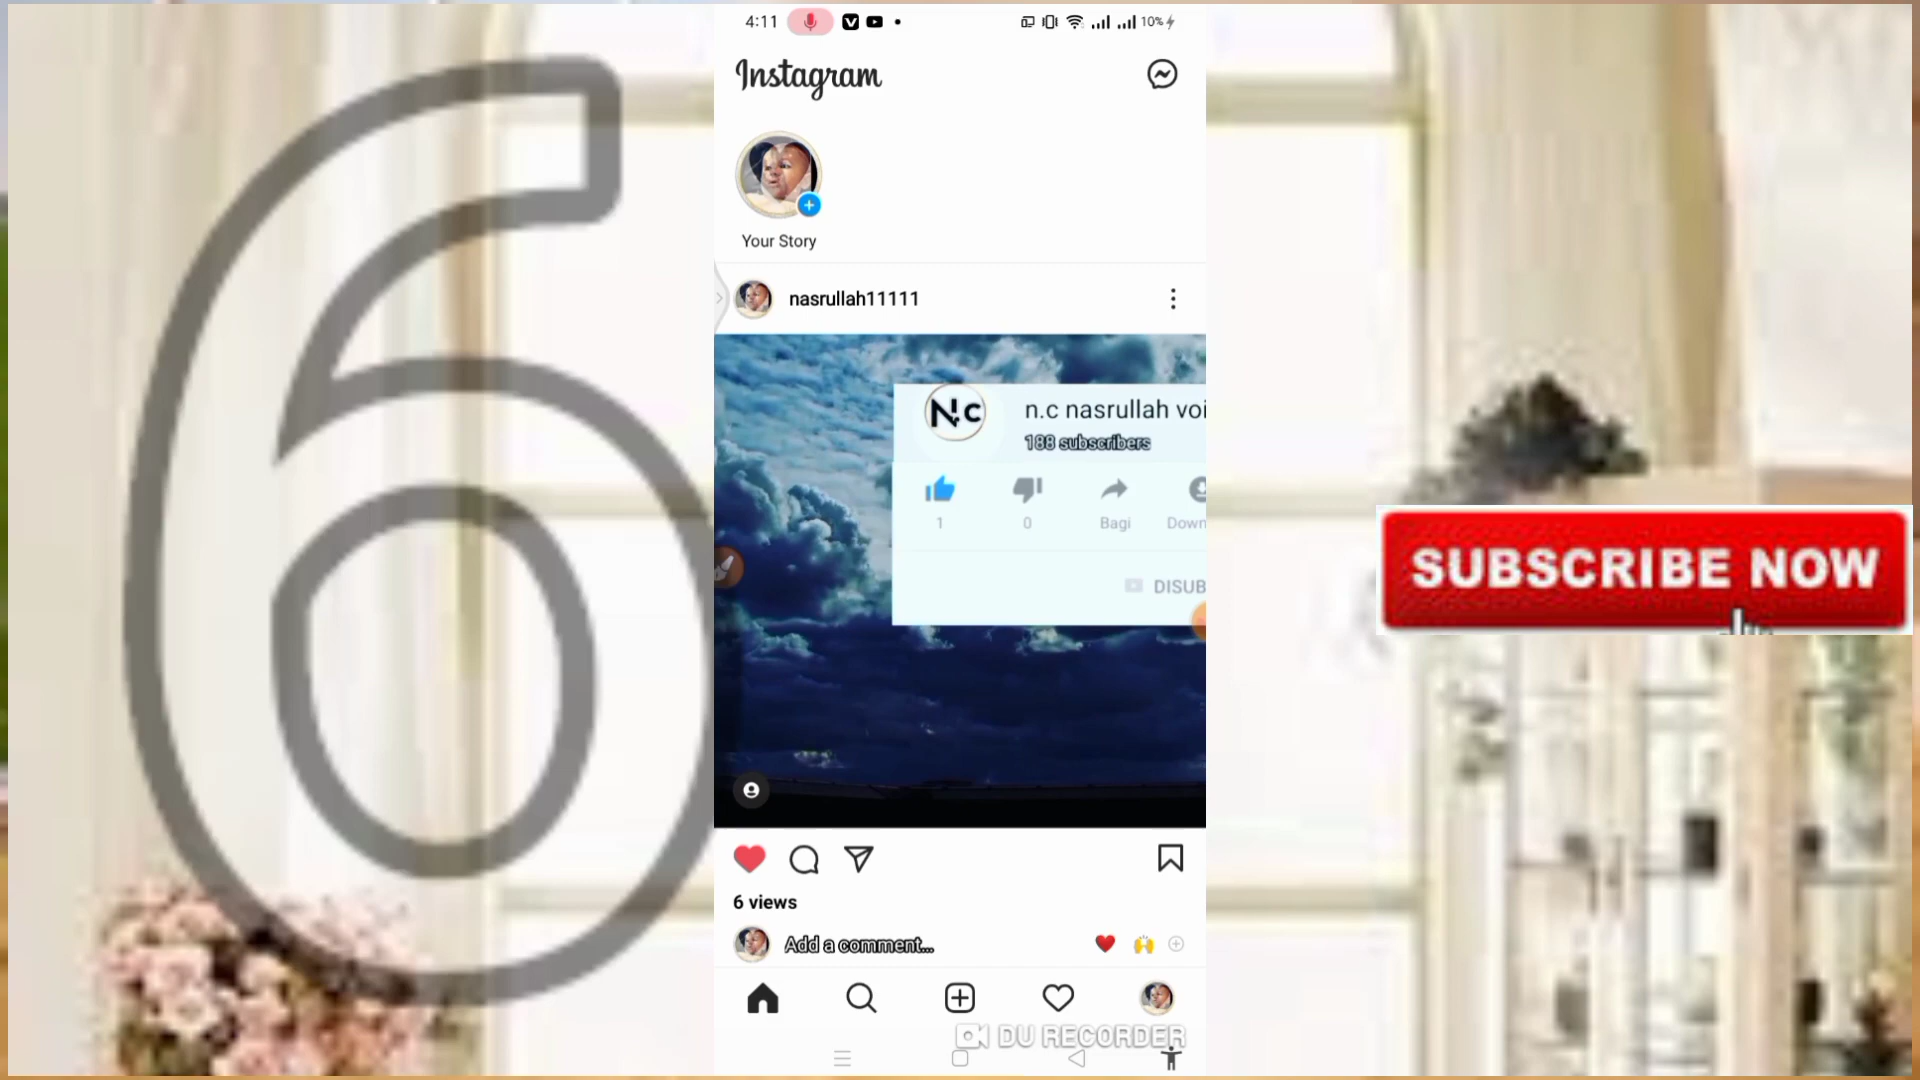 6
4:11
10%
Instagram
Your Story
nasrullah11111
N.c
n.c nasrullah voi
188 subscribers
1
0
Bagi
Down
DISUB
SUBSCRIBE NOW
6 views
Add a comment...
DU RECORDER